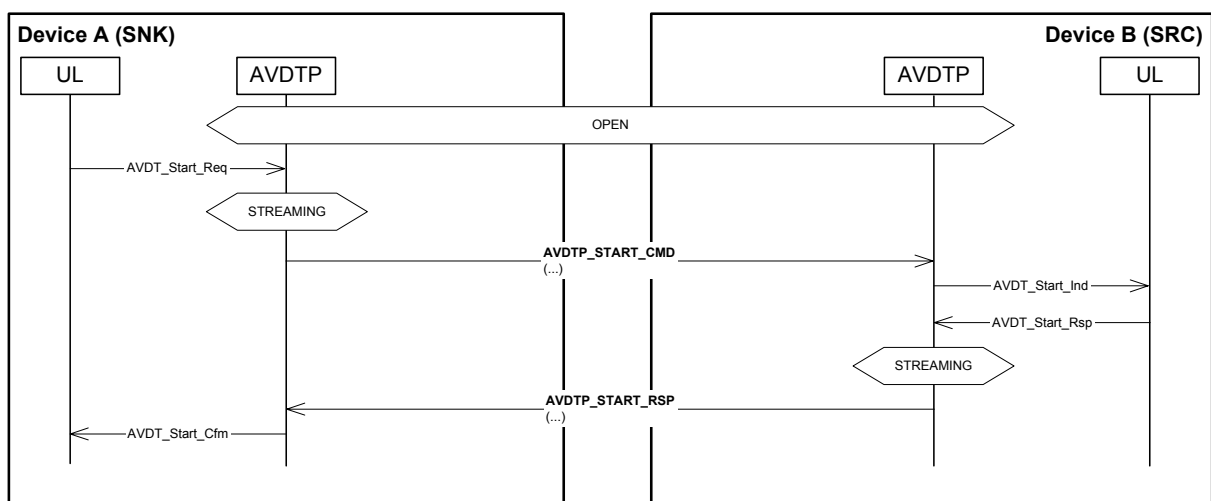 Device A (SNK)
Device B (SRC)
UL
AVDTP
AVDTP
UL
OPEN
AVDT_Start_Req
STREAMING
AVDTP_START_CMD
(...)
AVDT_Start_Ind
AVDT_Start_Rsp
STREAMING
AVDTP_START_RSP
(...)
AVDT_Start_Cfm